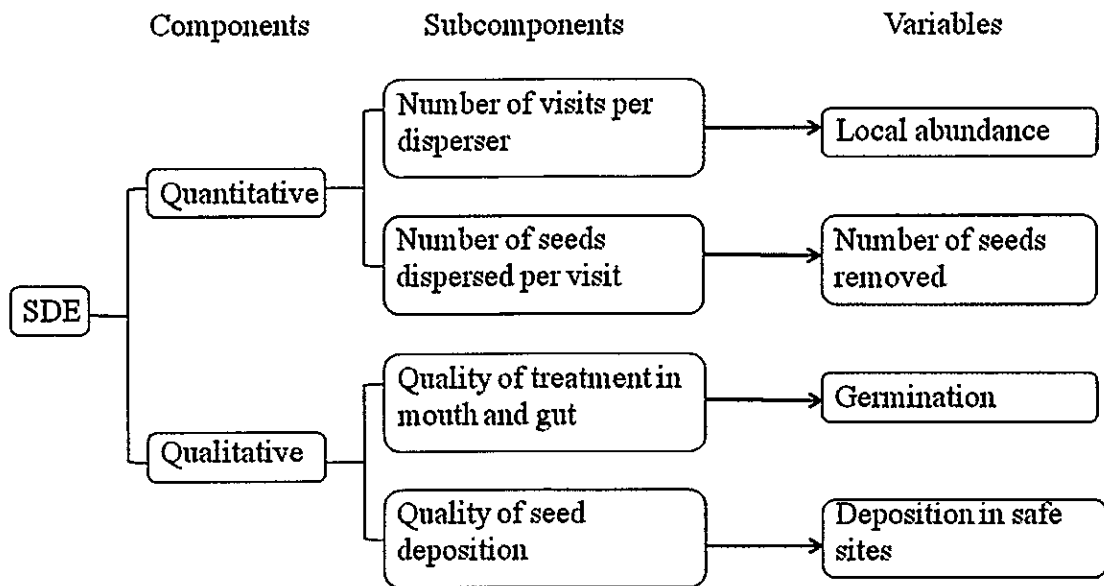 Components Subcomponents Variables
Number of visits per
disperser
Local abundance
Quantitative
Number of seeds
dispersed per visit
Number of seeds
removed
SDE
Quality of treatment in
mouth and gut
Germination
Qualitative
Quality of seed
deposition
Deposition in safe
sites